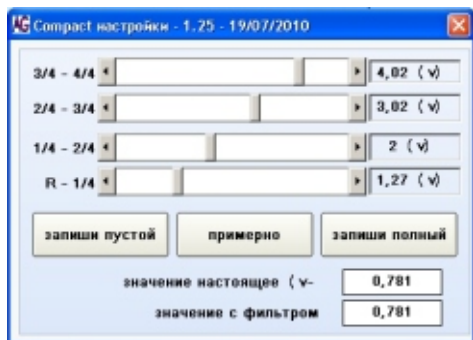 Compact настройки - 1.25 - 19/07/2010
3/4 - 4/4 4,02 ( v)
2/4 - 3/4 3,02 ( v)
1/4 - 2/4 2 ( v)
R - 1/4 1,27 ( v)
запиши пустой примерно запиши полный
значение настоящее ( v- 0,781
значение с фильтром 0,781